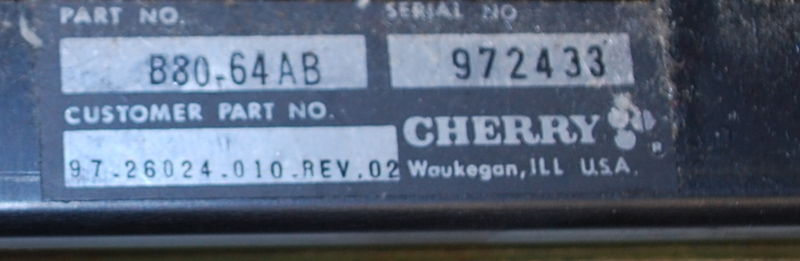 PART NO.
SERIAL NO
B80-64AB
972433
CUSTOMER PART NO.
CHERRY
97-26024-010-REV.02
Waukegan, ILL U.S.A.
R